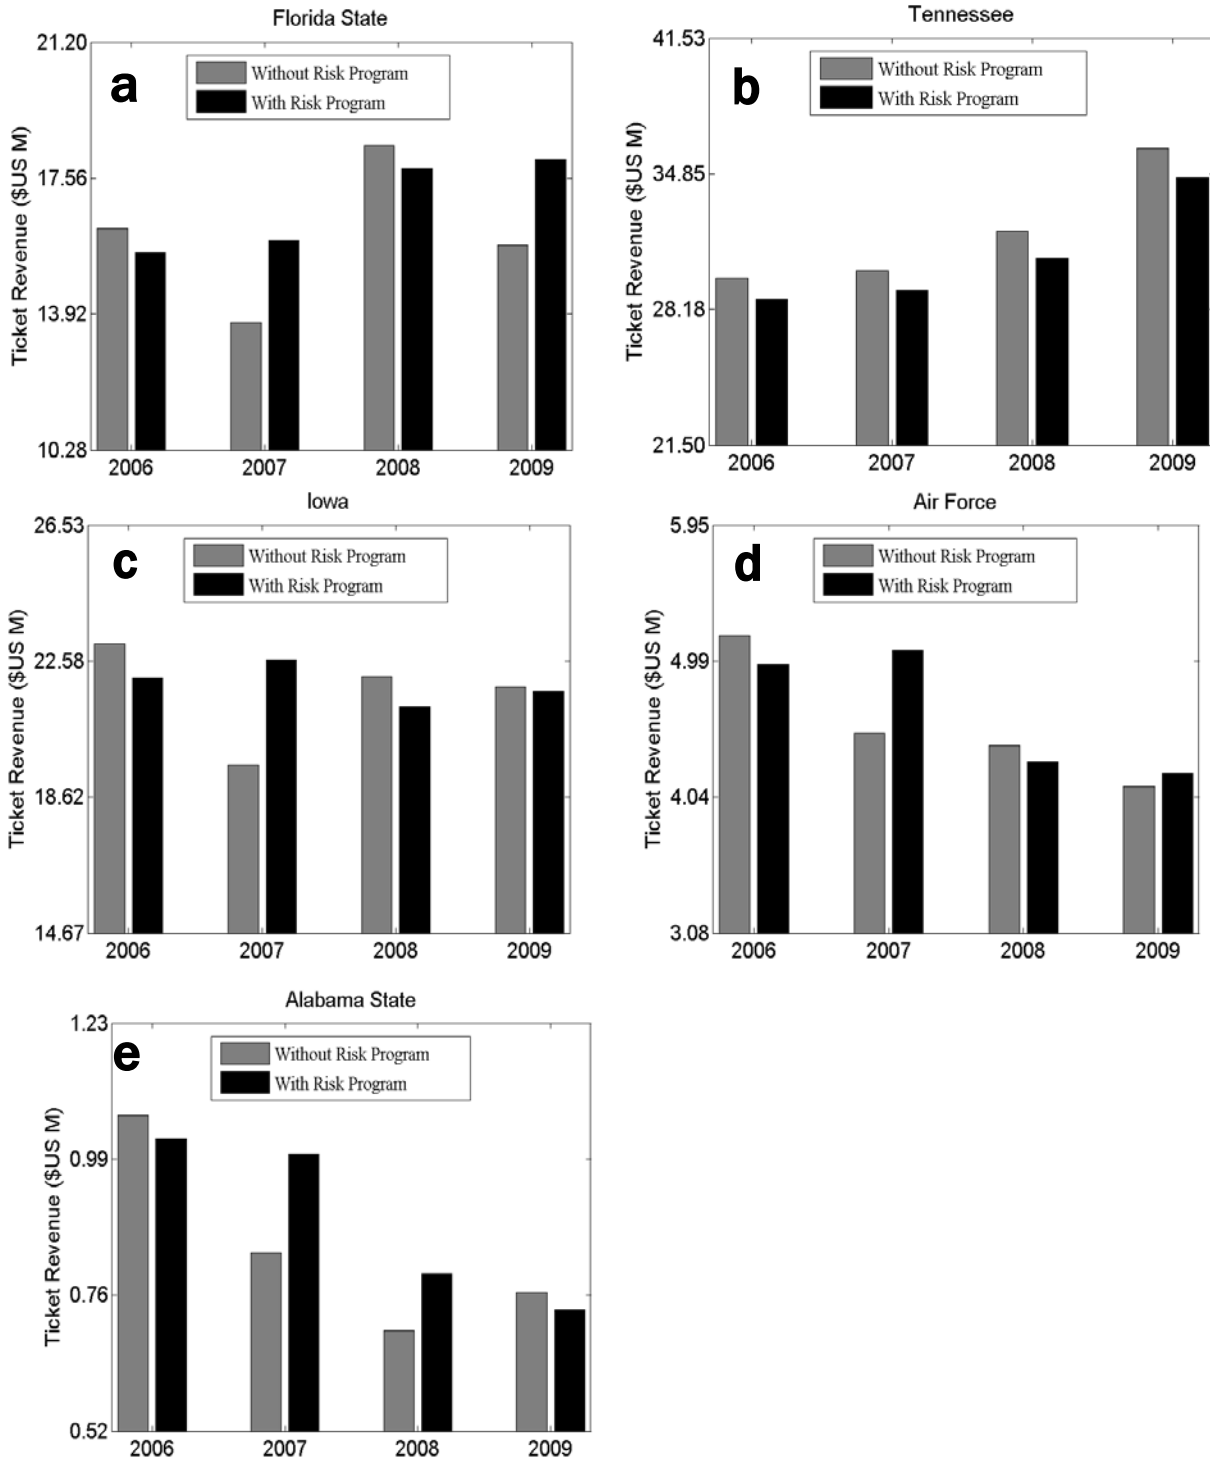 Florida State
a
Without Risk Program
With Risk Program
Ticket Revenue ($US M)
21.20
17.56
13.92
10.28
2006 2007 2008 2009
Tennessee
b
Without Risk Program
With Risk Program
Ticket Revenue ($US M)
41.53
34.85
28.18
21.50
2006 2007 2008 2009
Iowa
c
Without Risk Program
With Risk Program
Ticket Revenue ($US M)
26.53
22.58
18.62
14.67
2006 2007 2008 2009
Air Force
d
Without Risk Program
With Risk Program
Ticket Revenue ($US M)
5.95
4.99
4.04
3.08
2006 2007 2008 2009
Alabama State
e
Without Risk Program
With Risk Program
Ticket Revenue ($US M)
1.23
0.99
0.76
0.52
2006 2007 2008 2009